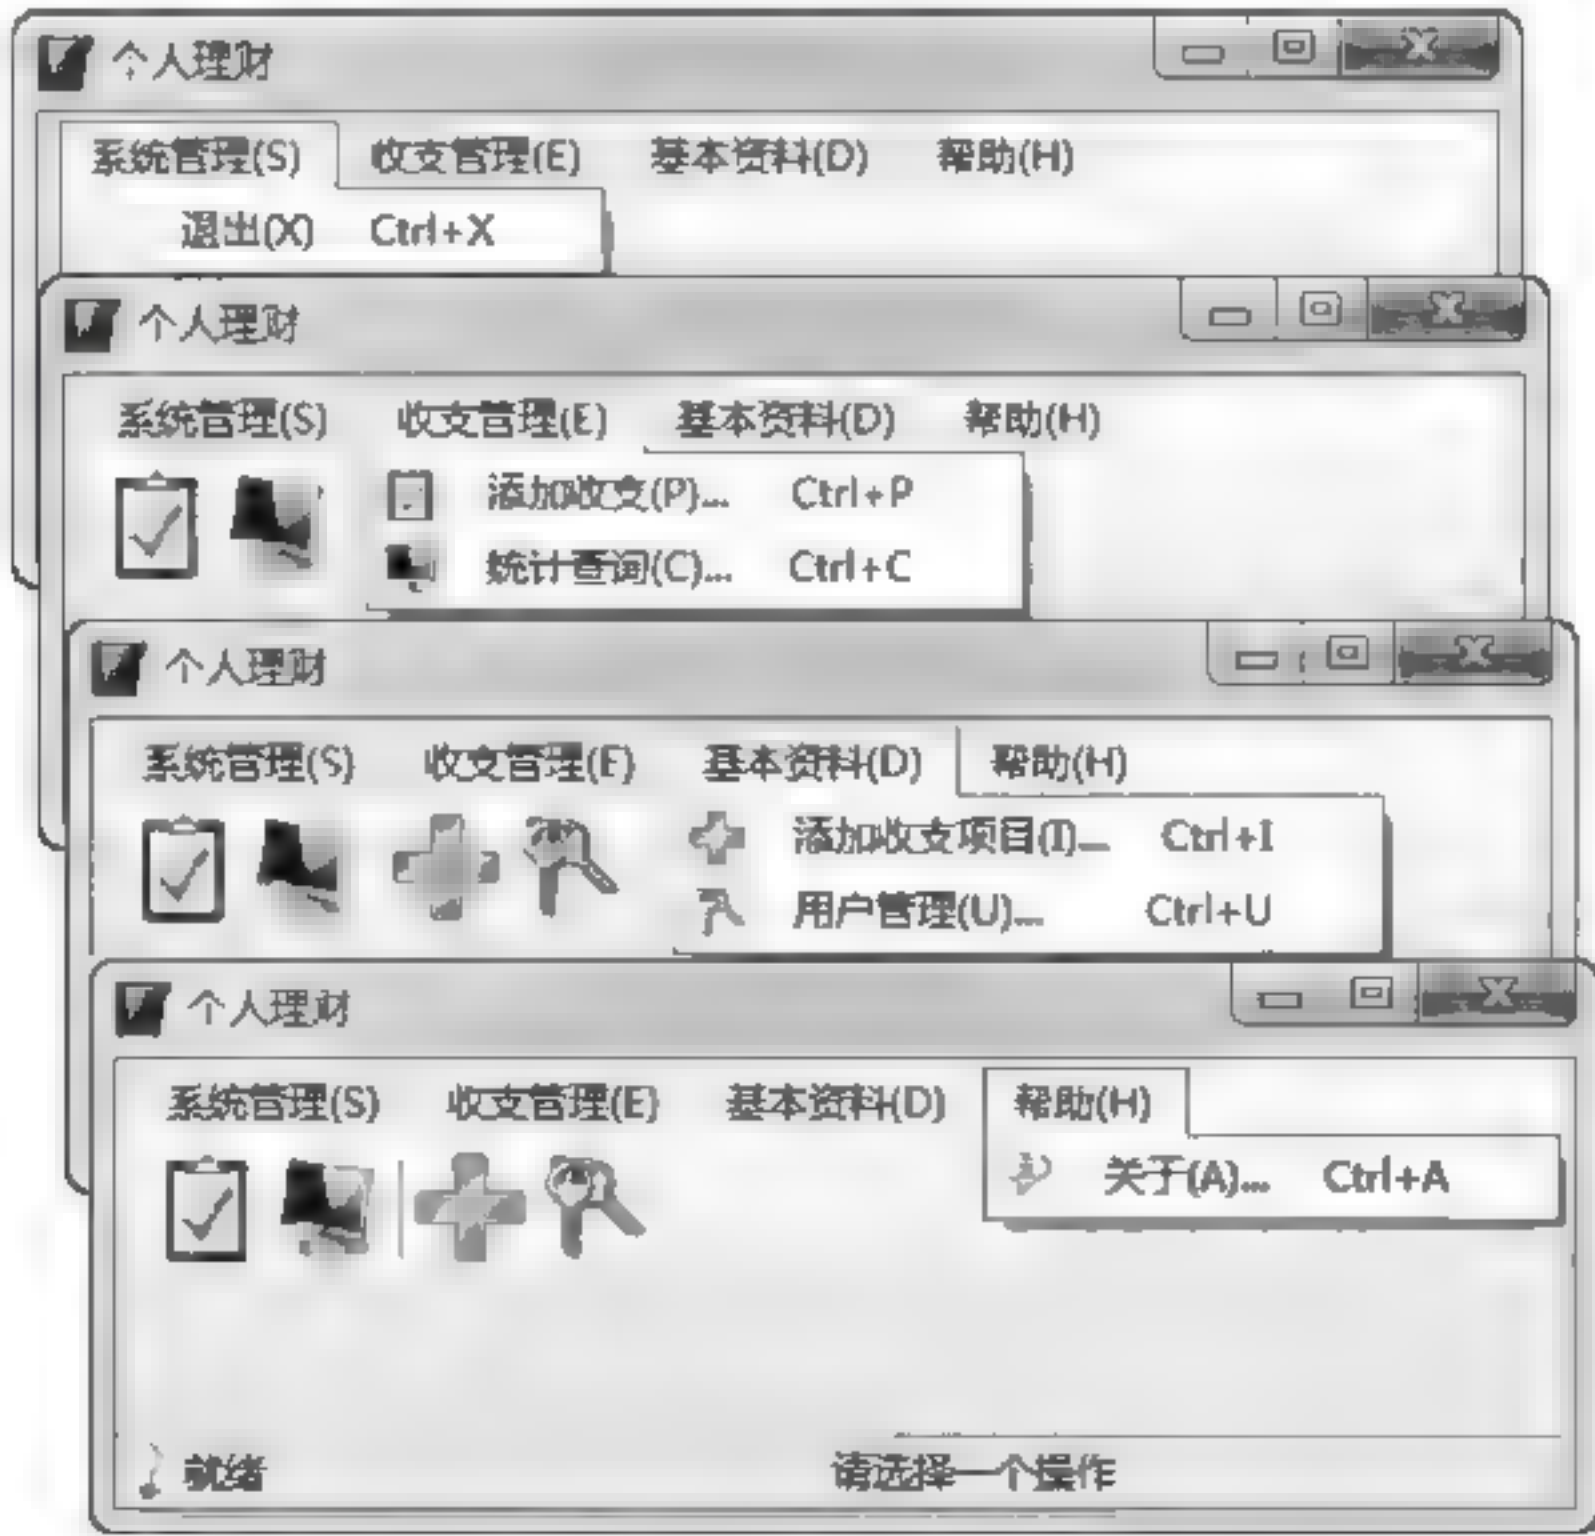 个人理财
系统管理(S) 收支管理(E) 基本资料(D) 帮助(H)
退出(X) Ctrl+X
个人理财
系统管理(S) 收支管理(E) 基本资料(D) 帮助(H)
添加收支(P)... Ctrl+P
统计查询(C)... Ctrl+C
个人理财
系统管理(S) 收支管理(E) 基本资料(D) 帮助(H)
添加收支项目(I)... Ctrl+I
用户管理(U)... Ctrl+U
个人理财
系统管理(S) 收支管理(E) 基本资料(D) 帮助(H)
关于(A)... Ctrl+A
就绪 请选择一个操作